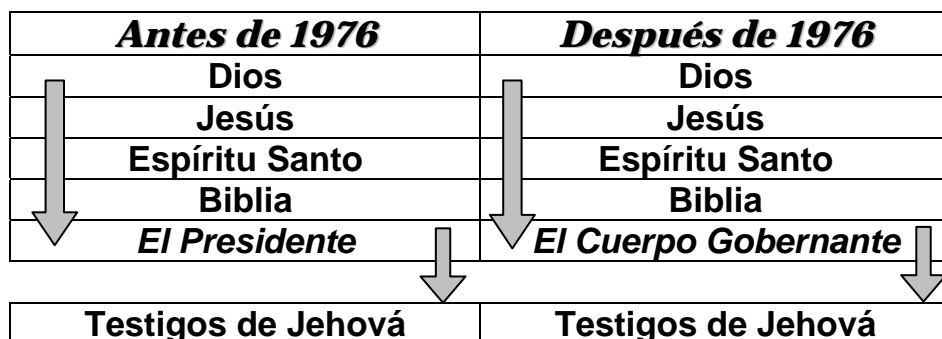 Antes de 1976 Después de 1976
Dios Dios
Jesús Jesús
Espíritu Santo Espíritu Santo
Biblia Biblia
El Presidente El Cuerpo Gobernante
Testigos de Jehová Testigos de Jehová